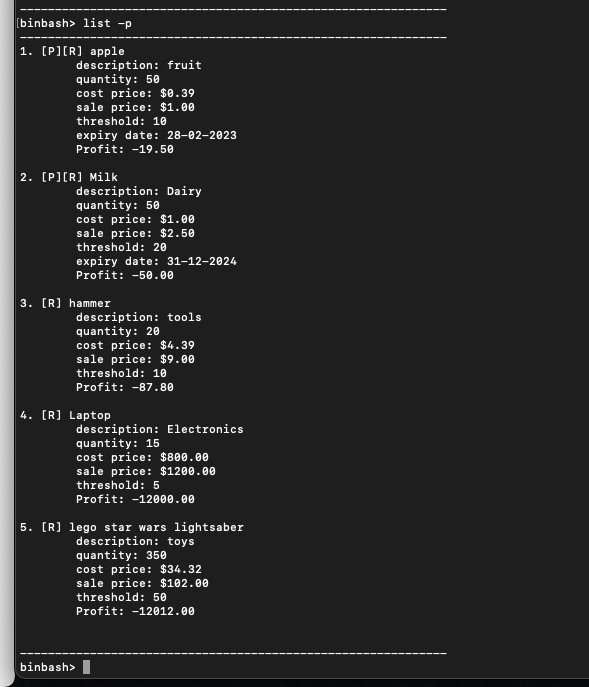 binbash> list -p
1. [P][R] apple
description: fruit
quantity: 50
cost price: $0.39
sale price: $1.00
threshold: 10
expiry date: 28-02-2023
Profit: -19.50
2. [P][R] Milk
description: Dairy
quantity: 50
cost price: $1.00
sale price: $2.50
threshold: 20
expiry date: 31-12-2024
Profit: -50.00
3. [R] hammer
description: tools
quantity: 20
cost price: $4.39
sale price: $9.00
threshold: 10
Profit: -87.80
4. [R] Laptop
description: Electronics
quantity: 15
cost price: $800.00
sale price: $1200.00
threshold: 5
Profit: -12000.00
5. [R] lego star wars lightsaber
description: toys
quantity: 350
cost price: $34.32
sale price: $102.00
threshold: 50
Profit: -12012.00
binbash>